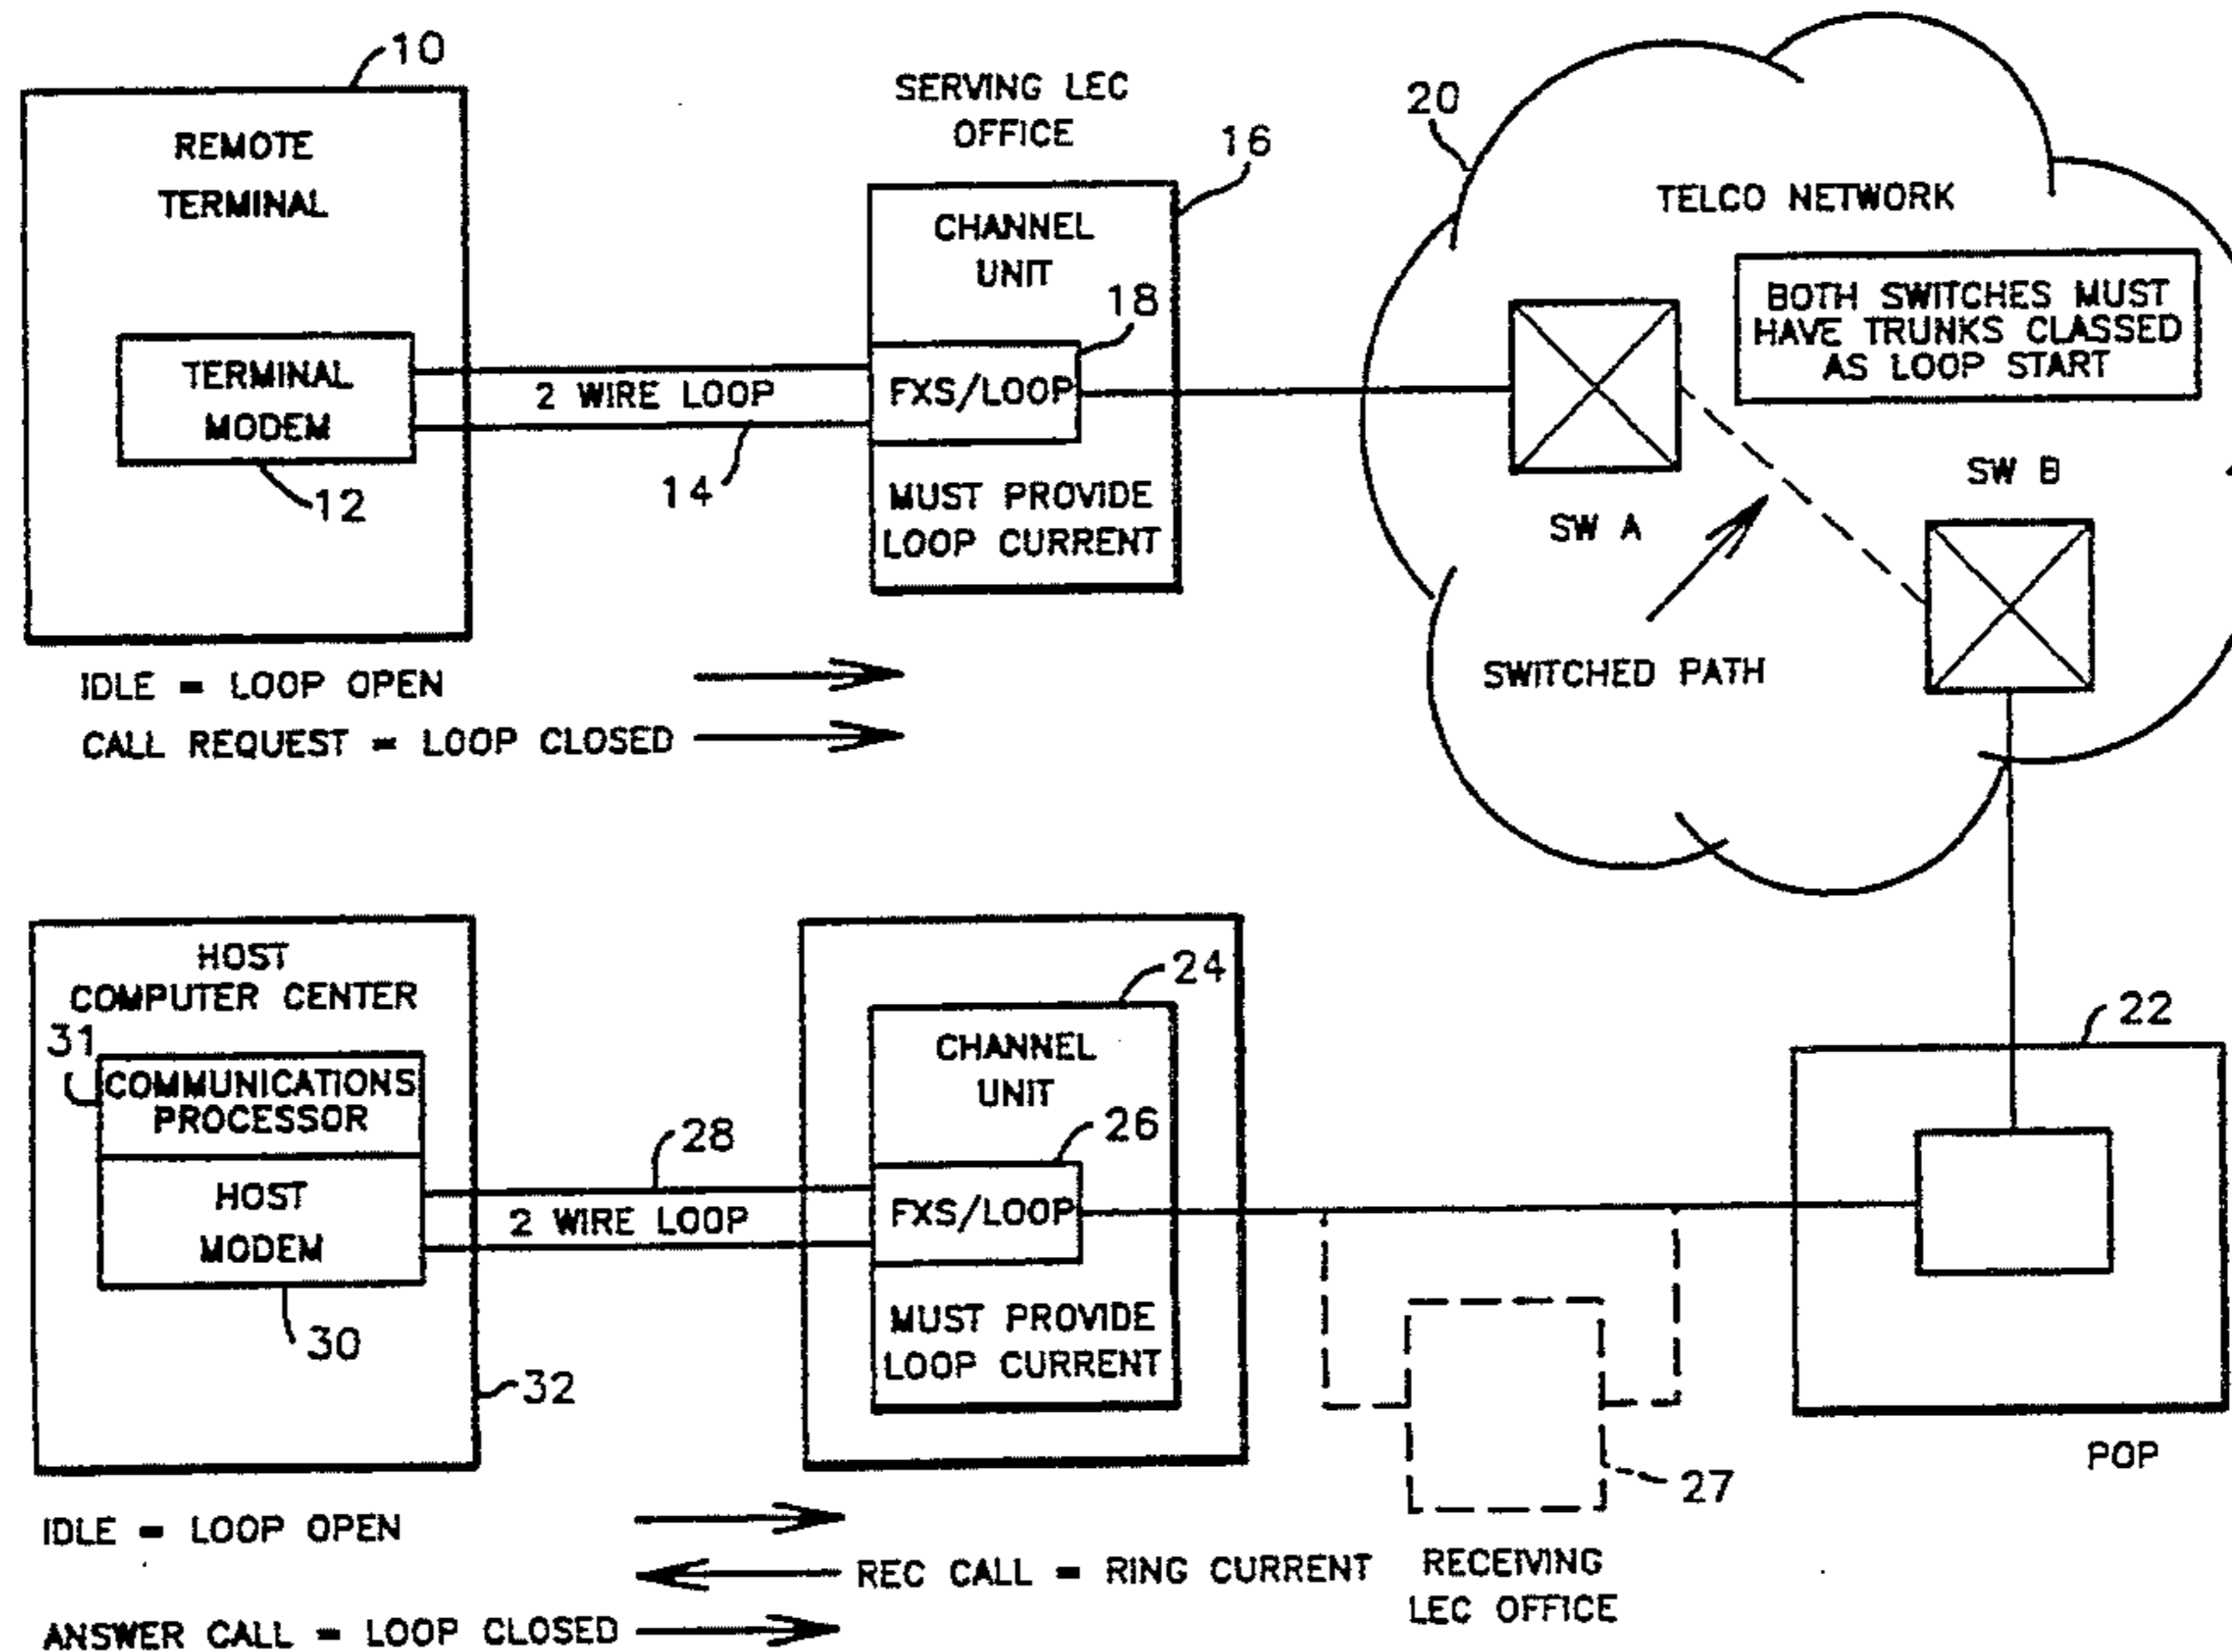 10
REMOTE
TERMINAL
TERMINAL
MODEM
12
2 WIRE LOOP
14
SERVING LEC
OFFICE
16
CHANNEL
UNIT
18
FXS/LOOP
MUST PROVIDE
LOOP CURRENT
20
TELCO NETWORK
BOTH SWITCHES MUST
HAVE TRUNKS CLASSED
AS LOOP START
SW A
SW B
SWITCHED PATH
IDLE = LOOP OPEN
CALL REQUEST = LOOP CLOSED
HOST
COMPUTER CENTER
31
COMMUNICATIONS
PROCESSOR
HOST
MODEM
30
32
28
2 WIRE LOOP
24
CHANNEL
UNIT
26
FXS/LOOP
MUST PROVIDE
LOOP CURRENT
22
POP
27
RECEIVING
LEC OFFICE
IDLE = LOOP OPEN
REC CALL = RING CURRENT
ANSWER CALL = LOOP CLOSED